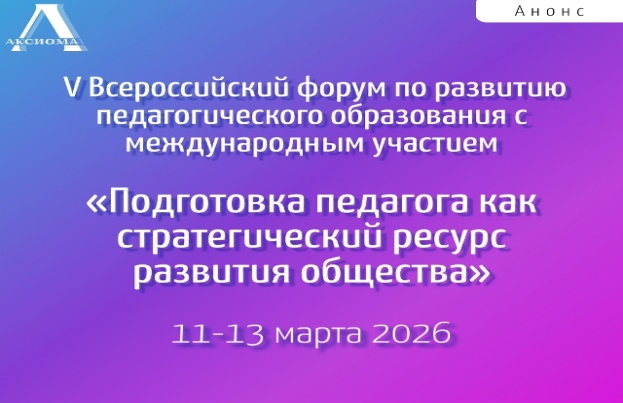 АКСИОМА
Анонс
V Всероссийский форум по развитию
педагогического образования с
международным участием
«Подготовка педагога как
стратегический ресурс
развития общества»
11-13 марта 2026